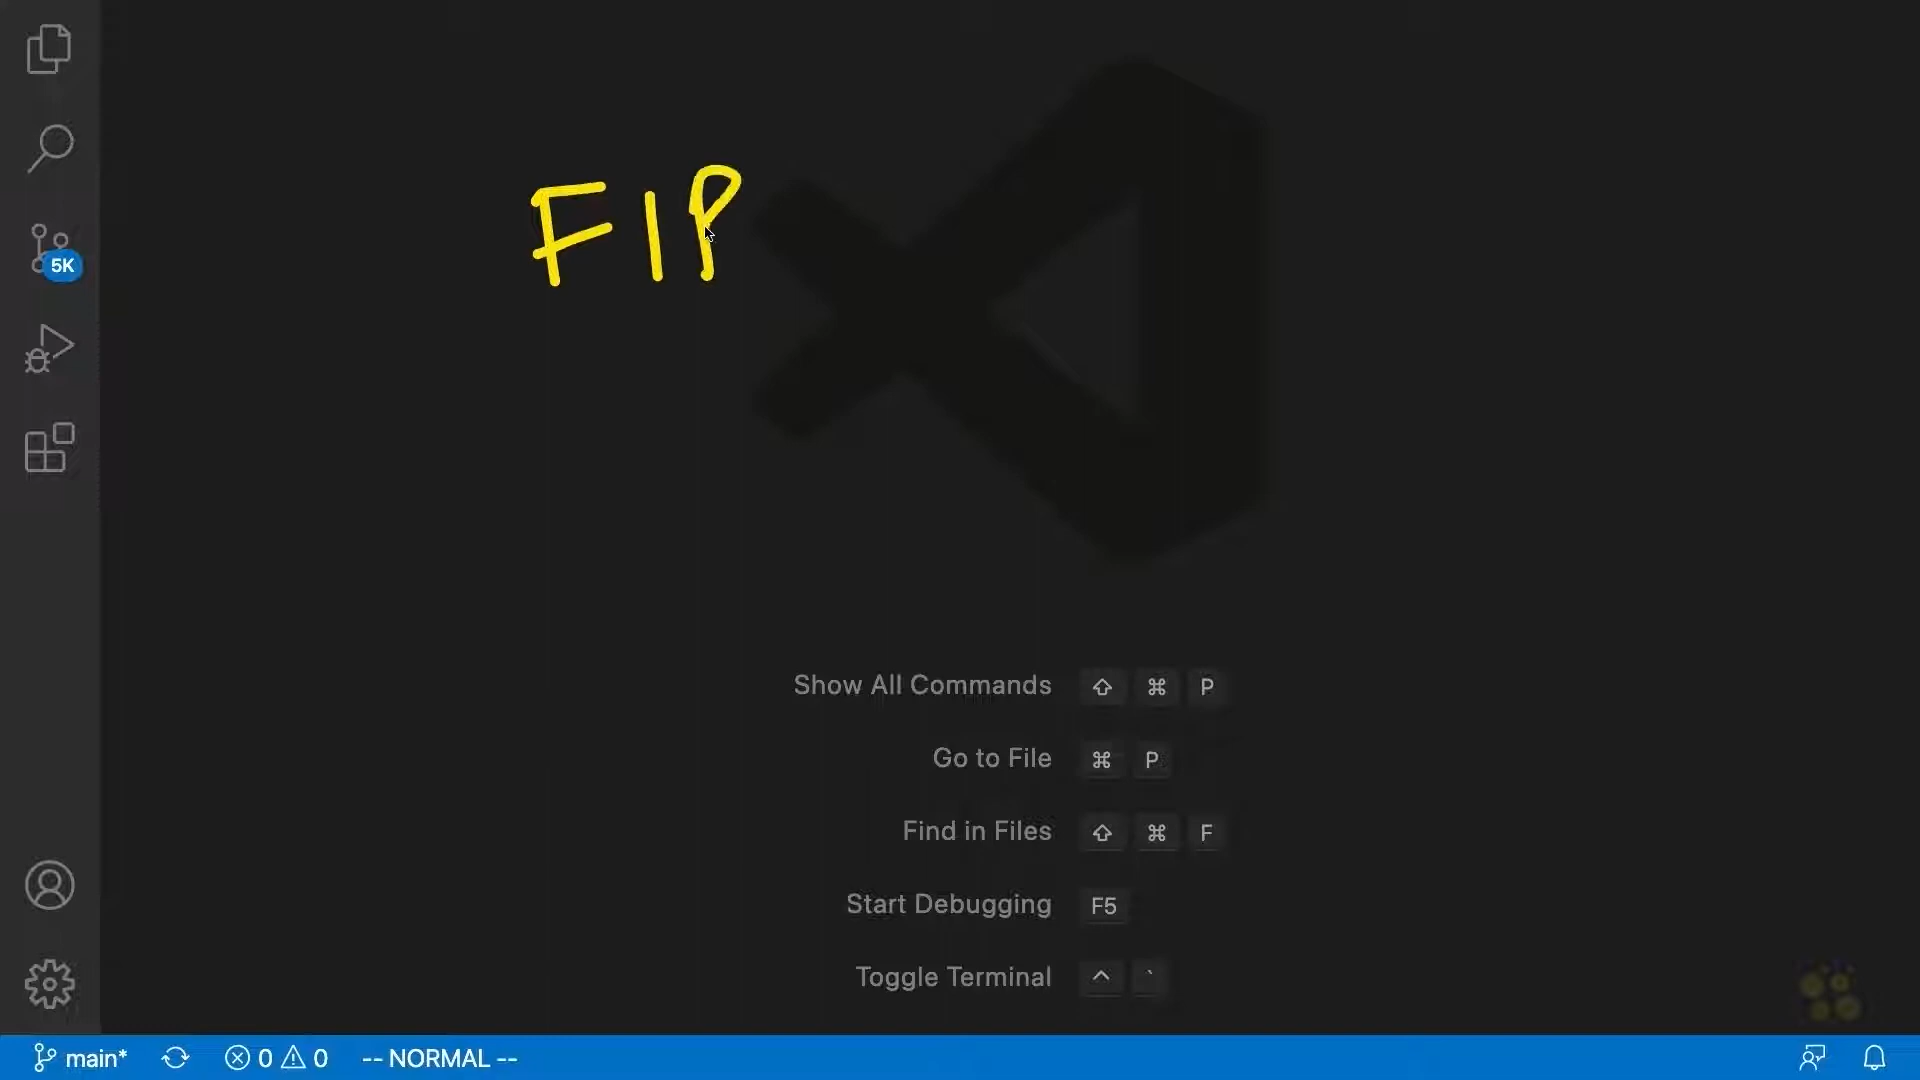 FIP
5K
Show All Commands ⇧ ⌘ P
Go to File ⌘ P
Find in Files ⇧ ⌘ F
Start Debugging F5
Toggle Terminal ^ `
main* 0 0 -- NORMAL --